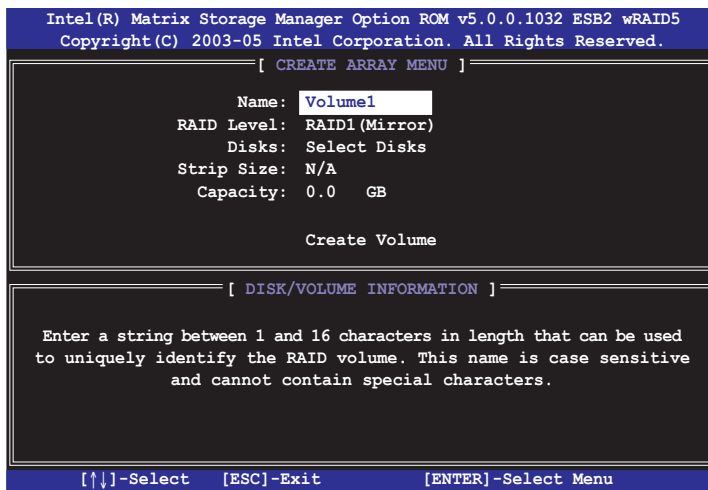 Intel(R) Matrix Storage Manager Option ROM v5.0.0.1032 ESB2 wRAID5
Copyright(C) 2003-05 Intel Corporation. All Rights Reserved.
[ CREATE ARRAY MENU ]
Name: Volume1
RAID Level: RAID1(Mirror)
Disks: Select Disks
Strip Size: N/A
Capacity: 0.0 GB
Create Volume
[ DISK/VOLUME INFORMATION ]
Enter a string between 1 and 16 characters in length that can be used
to uniquely identify the RAID volume. This name is case sensitive
and cannot contain special characters.
[↑↓]-Select [ESC]-Exit [ENTER]-Select Menu